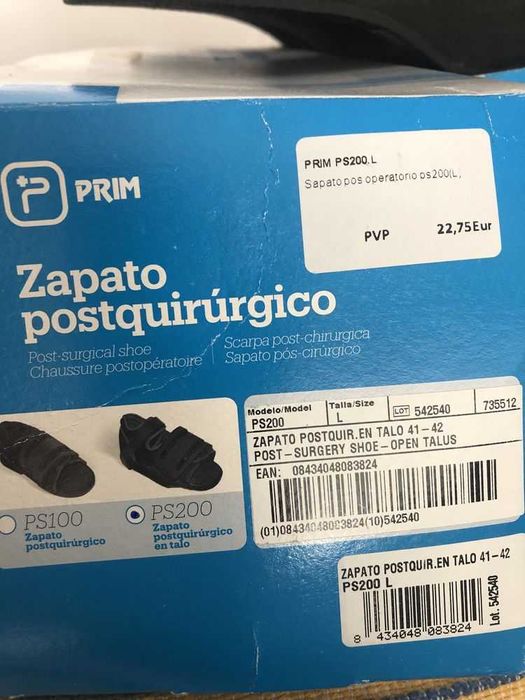 PRIM PS200.L
Sapato pos operatorio ps200(L,
PVP 22,75Eur
PRIM
Zapato
postquirúrgico
Post-surgical shoe
Chaussure postopératoire
Scarpa post-chirurgica
Sapato pós-cirúrgico
Modelo/Model
PS200
Talla/Size
L
LOT 542540
735512
ZAPATO POSTQUIR.EN TALO 41-42
POST-SURGERY SHOE-OPEN TALUS
EAN: 08434048083824
(01)08434048083824(10)542540
PS100
Zapato
postquirúrgico
PS200
Zapato
postquirúrgico
en talo
ZAPATO POSTQUIR.EN TALO 41-42
PS200 L
8 434048 083824
Lot. 542540